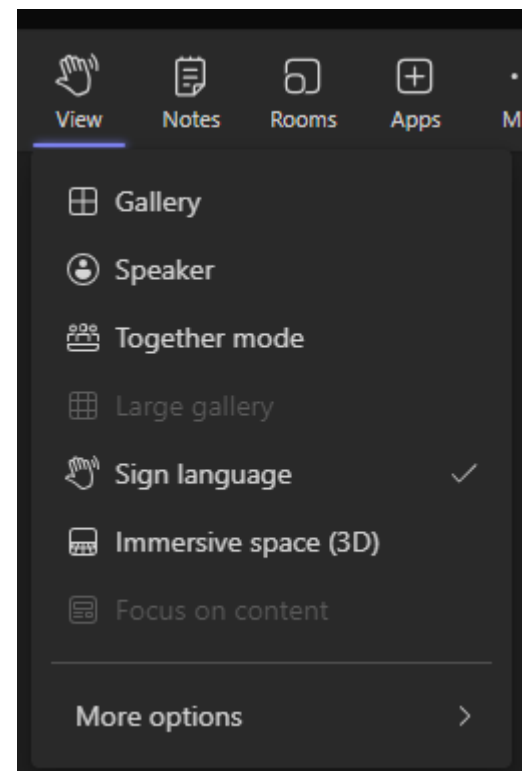 View Notes Rooms Apps M
Gallery
Speaker
Together mode
Large gallery
Sign language
Immersive space (3D)
Focus on content
More options